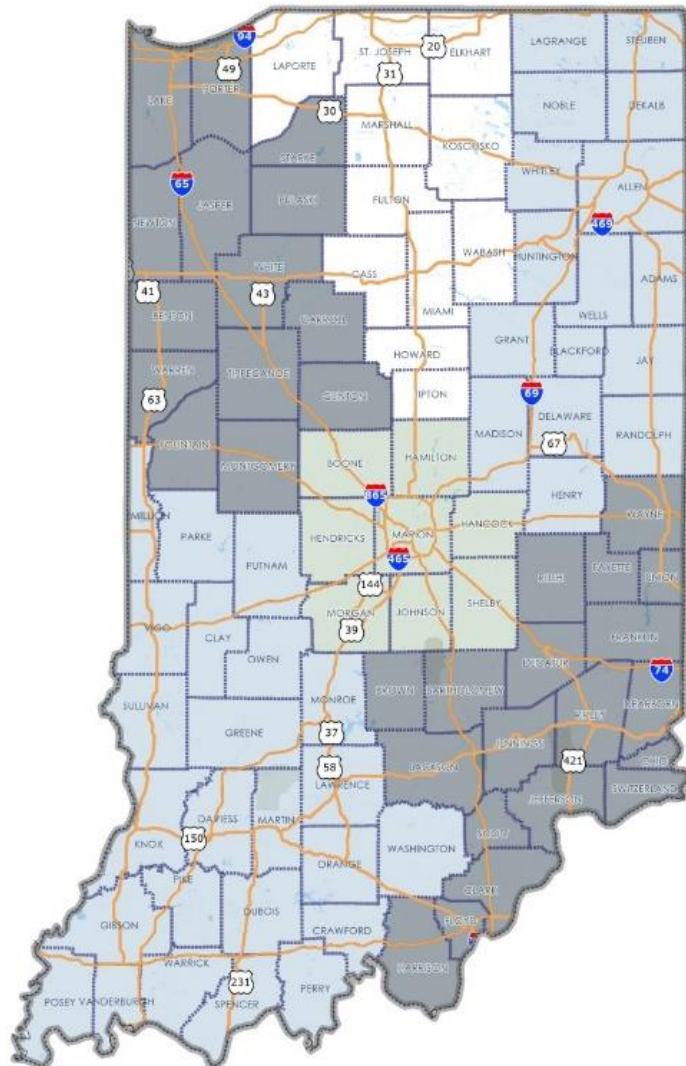 94
20
ST. JOSEPH
ELKHART
LAGRANGE
STEUBEN
LAPORTE
49
31
LAKE
PORTER
30
NOBLE
DEKALB
MARSHALL
KOSCIUSKO
STARKE
WHITLEY
65
PULASKI
FULTON
ALLEN
JASPER
NEWTON
469
WABASH
HUNTINGTON
WHITE
CASS
ADAMS
41
43
MIAMI
WELLS
BENTON
CARROLL
GRANT
BLACKFORD
HOWARD
JAY
WARREN
TIPPECANOE
CLINTON
IPTON
69
63
DELAWARE
MADISON
67
RANDOLPH
FOUNTAIN
MONTGOMERY
BOONE
HAMILTON
865
HENRY
MILLION
HANCOCK
WAYNE
PARKE
HENDRICKS
MARION
PUTNAM
465
RUSH
FAYETTE
UNION
144
SHELBY
MORGAN
JOHNSON
VIGO
CLAY
39
FRANKLIN
OWEN
DECATUR
74
BROWN
BARTHOLOMEW
SULLIVAN
MONROE
DEARBORN
GREENE
37
RIPLEY
JENNINGS
58
421
OHIO
JACKSON
LAWRENCE
SWITZERLAND
JEFFERSON
DAVIESS
MARTIN
SCOTT
KNOX
150
WASHINGTON
ORANGE
PIKE
CLARK
DUBOIS
GIBSON
FLOYD
CRAWFORD
WARRICK
HARRISON
231
PERRY
POSEY
VANDERBURGH
SPENCER